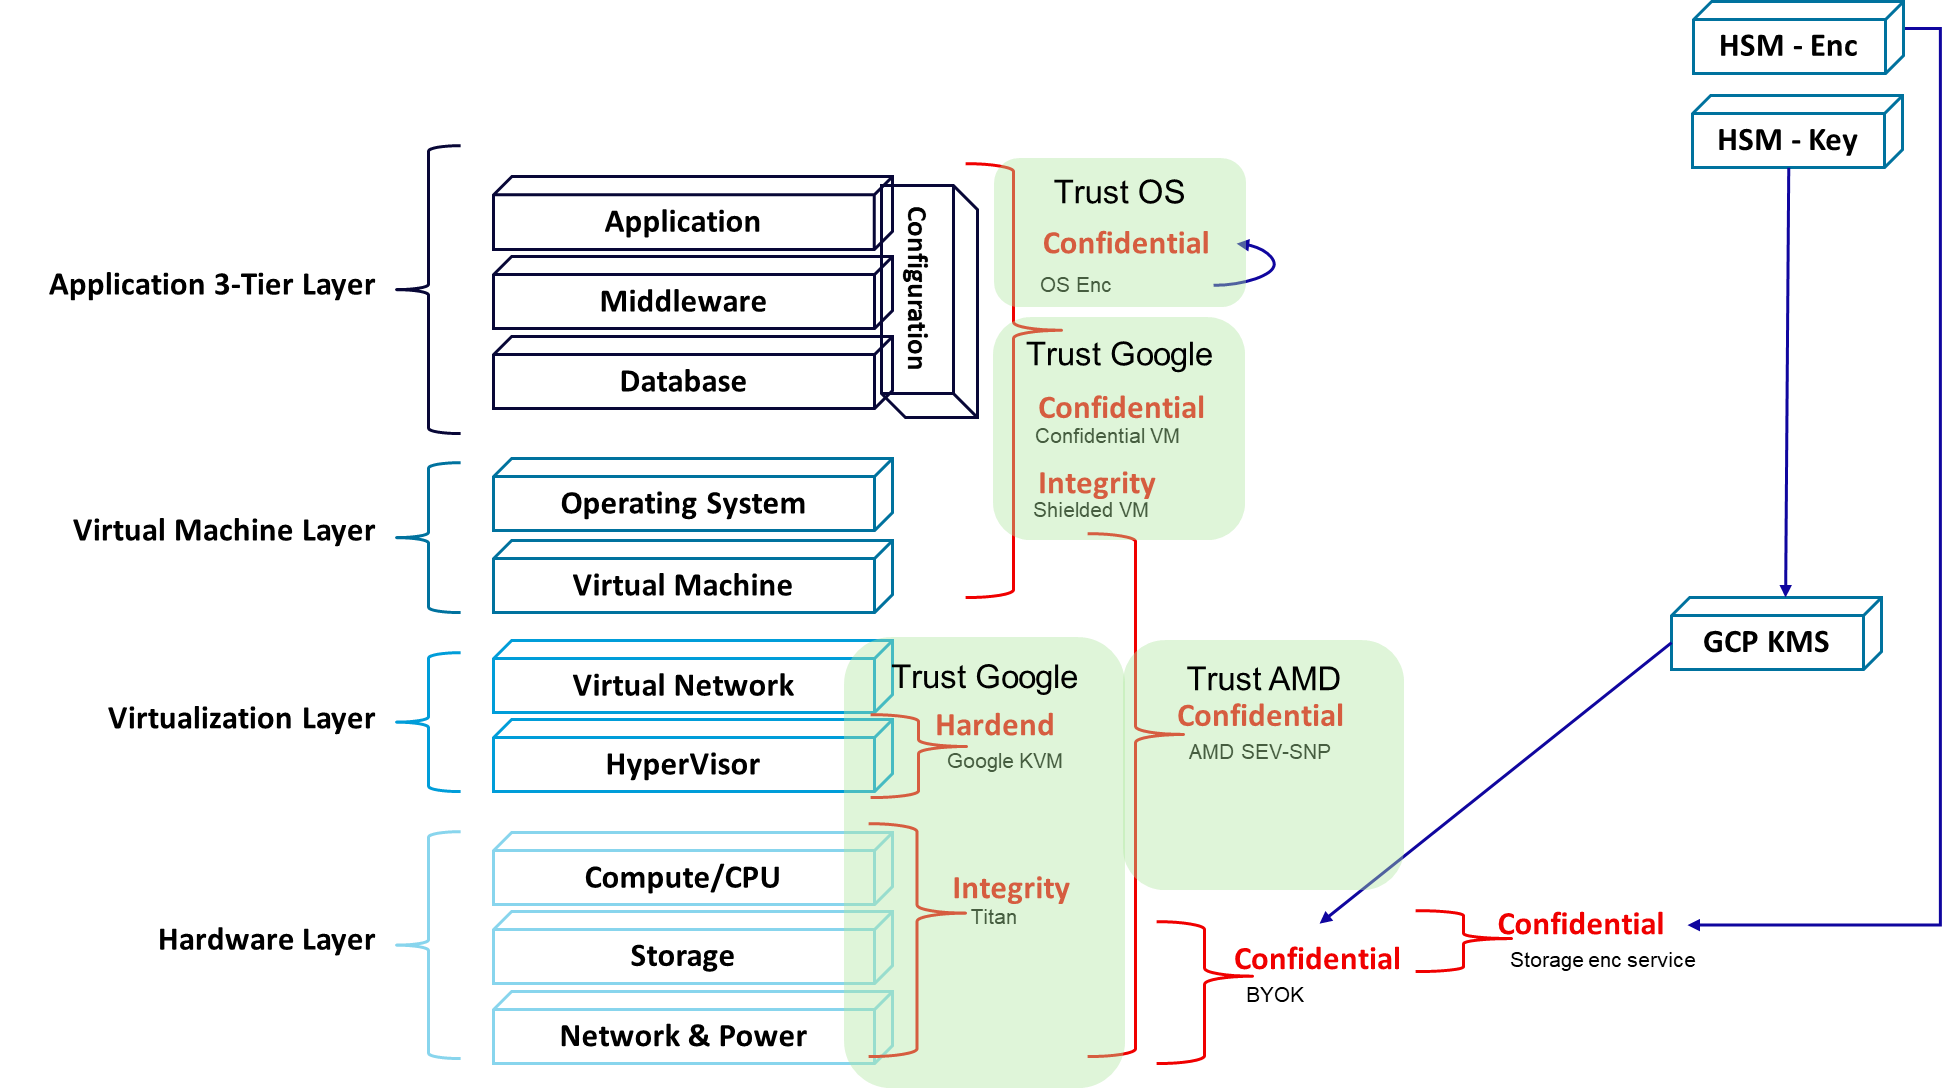 HSM - Enc
HSM - Key
Application 3-Tier Layer
Application
Middleware
Database
Configuration
Trust OS
Confidential
OS Enc
Trust Google
Confidential
Confidential VM
Integrity
Shielded VM
Virtual Machine Layer
Operating System
Virtual Machine
GCP KMS
Virtualization Layer
Virtual Network
HyperVisor
Trust Google
Hardend
Google KVM
Trust AMD
Confidential
AMD SEV-SNP
Hardware Layer
Compute/CPU
Storage
Network & Power
Integrity
Titan
Confidential
BYOK
Confidential
Storage enc service